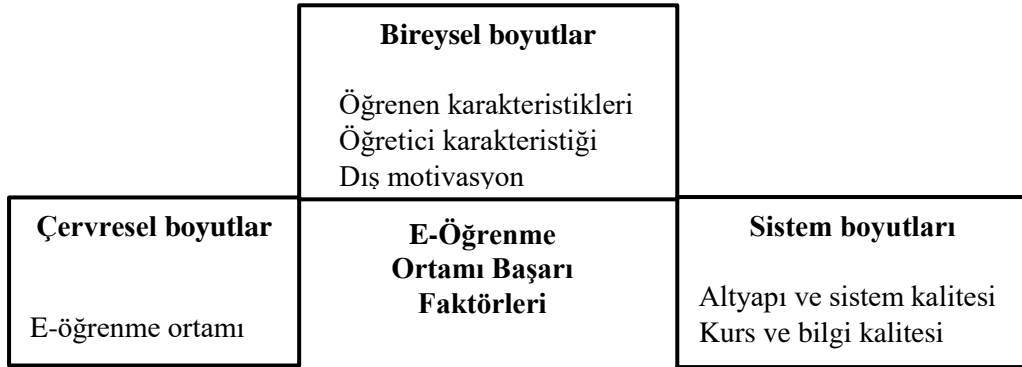 Bireysel boyutlar
Öğrenen karakteristikleri
Öğretici karakteristiği
Dış motivasyon
Çervresel boyutlar
E-öğrenme ortamı
E-Öğrenme
Ortamı Başarı
Faktörleri
Sistem boyutları
Altyapı ve sistem kalitesi
Kurs ve bilgi kalitesi